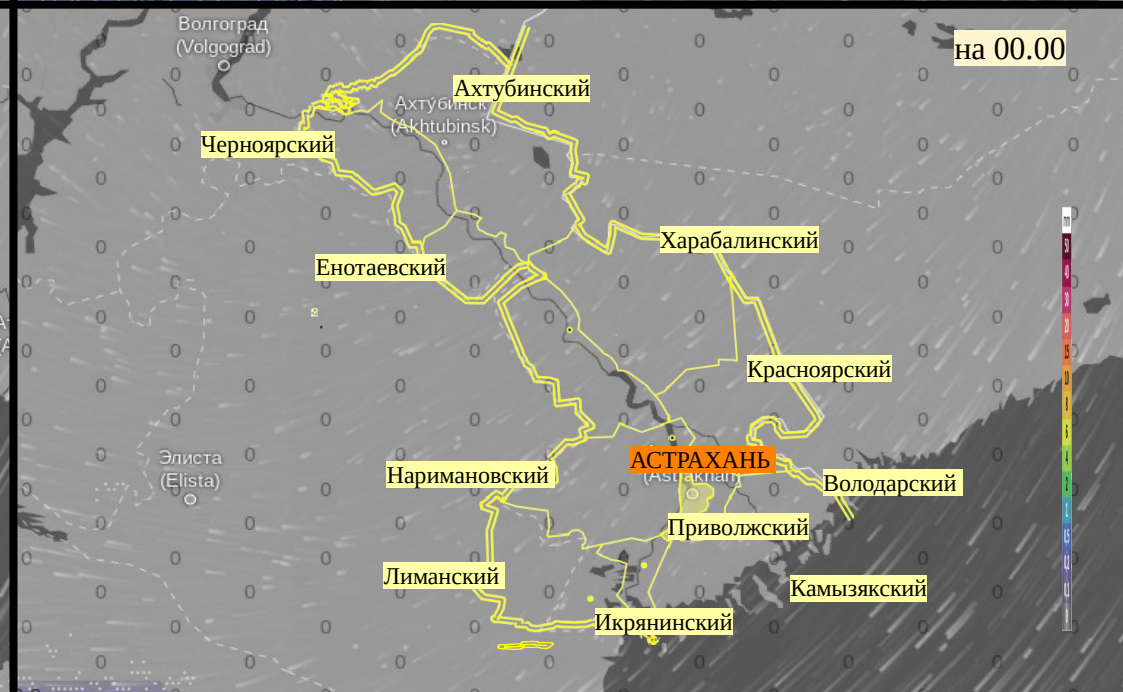 Волгоград
(Volgograd)
на 00.00
Ахтубинский
Ахтубинск
(Akhtubinsk)
Черноярский
Харабалинский
Енотаевский
Красноярский
Элиста
(Elista)
АСТРАХАНЬ
(Astrakhan)
Нариманoвский
Володарский
Приволжский
Лиманский
Камызякский
Икрянинский